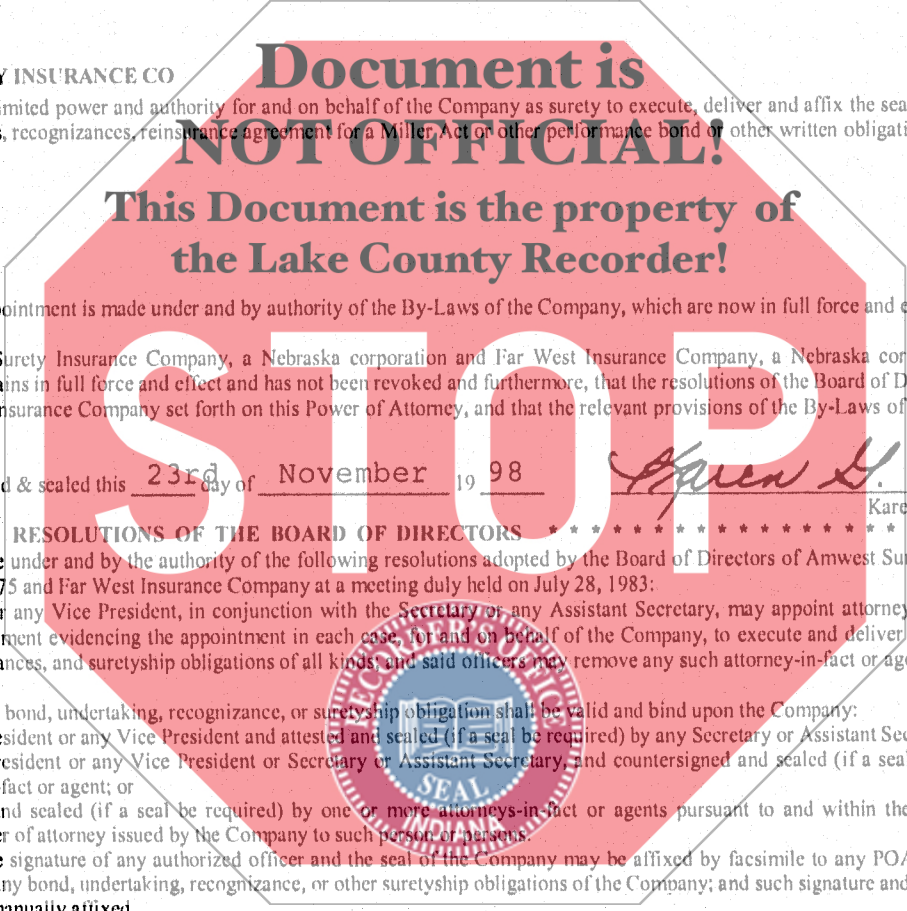 Document is
Y INSURANCE CO
imited power and authority for and on behalf of the Company as surety to execute, deliver and affix the sea
s, recognizances, reinsurance agreement for a Miller Act or other performance bond or other written obligati
NOT OFFICIAL!
This Document is the property of
the Lake County Recorder!
ointment is made under and by authority of the By-Laws of the Company, which are now in full force and e
STOP
Surety Insurance Company, a Nebraska corporation and Far West Insurance Company, a Nebraska cor
ains in full force and effect and has not been revoked and furthermore, that the resolutions of the Board of D
nsurance Company set forth on this Power of Attorney, and that the relevant provisions of the By-Laws of
d & sealed this 23rd day of November 19 98 Karen G.
Kare
RESOLUTIONS OF THE BOARD OF DIRECTORS * * * * * * * * * * * * * * * * *
e under and by the authority of the following resolutions adopted by the Board of Directors of Amwest Sur
75 and Far West Insurance Company at a meeting duly held on July 28, 1983:
r any Vice President, in conjunction with the Secretary or any Assistant Secretary, may appoint attorney
ment evidencing the appointment in each case, for and on behalf of the Company, to execute and deliver
ances, and suretyship obligations of all kinds; and said officers may remove any such attorney-in-fact or age
bond, undertaking, recognizance, or suretyship obligation shall be valid and bind upon the Company:
esident or any Vice President and attested and sealed (if a seal be required) by any Secretary or Assistant Sec
esident or any Vice President or Secretary or Assistant Secretary, and countersigned and sealed (if a sea
fact or agent; or
nd sealed (if a seal be required) by one or more attorneys-in-fact or agents pursuant to and within the
er of attorney issued by the Company to such person or persons.
e signature of any authorized officer and the seal of the Company may be affixed by facsimile to any POA
ny bond, undertaking, recognizance, or other suretyship obligations of the Company; and such signature and
manually affixed.
RECORDER'S OFFICE
SEAL
INDIANA